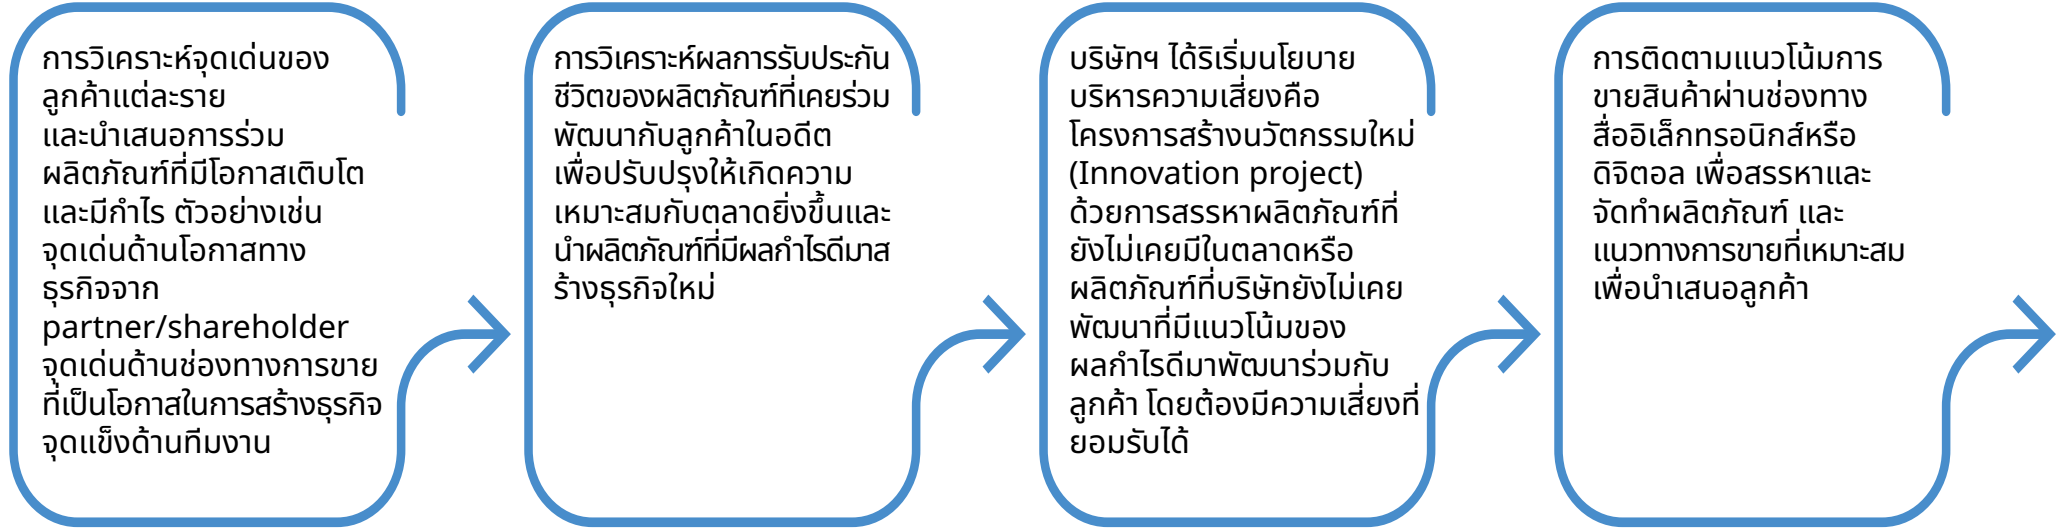 การวิเคราะห์จุดเด่นของ
ลูกค้าแต่ละราย
และนำเสนอการร่วม
ผลิตภัณฑ์ที่มีโอกาสเติบโต
และมีกำไร ตัวอย่างเช่น
จุดเด่นด้านโอกาสทาง
ธุรกิจจาก
partner/shareholder
จุดเด่นด้านช่องทางการขาย
ที่เป็นโอกาสในการสร้างธุรกิจ
จุดแข็งด้านทีมงาน
การวิเคราะห์ผลการรับประกัน
ชีวิตของผลิตภัณฑ์ที่เคยร่วม
พัฒนากับลูกค้าในอดีต
เพื่อปรับปรุงให้เกิดความ
เหมาะสมกับตลาดยิ่งขึ้นและ
นำผลิตภัณฑ์ที่มีผลกำไรดีมาส
ร้างธุรกิจใหม่
บริษัทฯ ได้ริเริ่มนโยบาย
บริหารความเสี่ยงคือ
โครงการสร้างนวัตกรรมใหม่
(Innovation project)
ด้วยการสรรหาผลิตภัณฑ์ที่
ยังไม่เคยมีในตลาดหรือ
ผลิตภัณฑ์ที่บริษัทยังไม่เคย
พัฒนาที่มีแนวโน้มของ
ผลกำไรดีมาพัฒนาร่วมกับ
ลูกค้า โดยต้องมีความเสี่ยงที่
ยอมรับได้
การติดตามแนวโน้มการ
ขายสินค้าผ่านช่องทาง
สื่ออิเล็กทรอนิกส์หรือ
ดิจิตอล เพื่อสรรหาและ
จัดทำผลิตภัณฑ์ และ
แนวทางการขายที่เหมาะสม
เพื่อนำเสนอลูกค้า